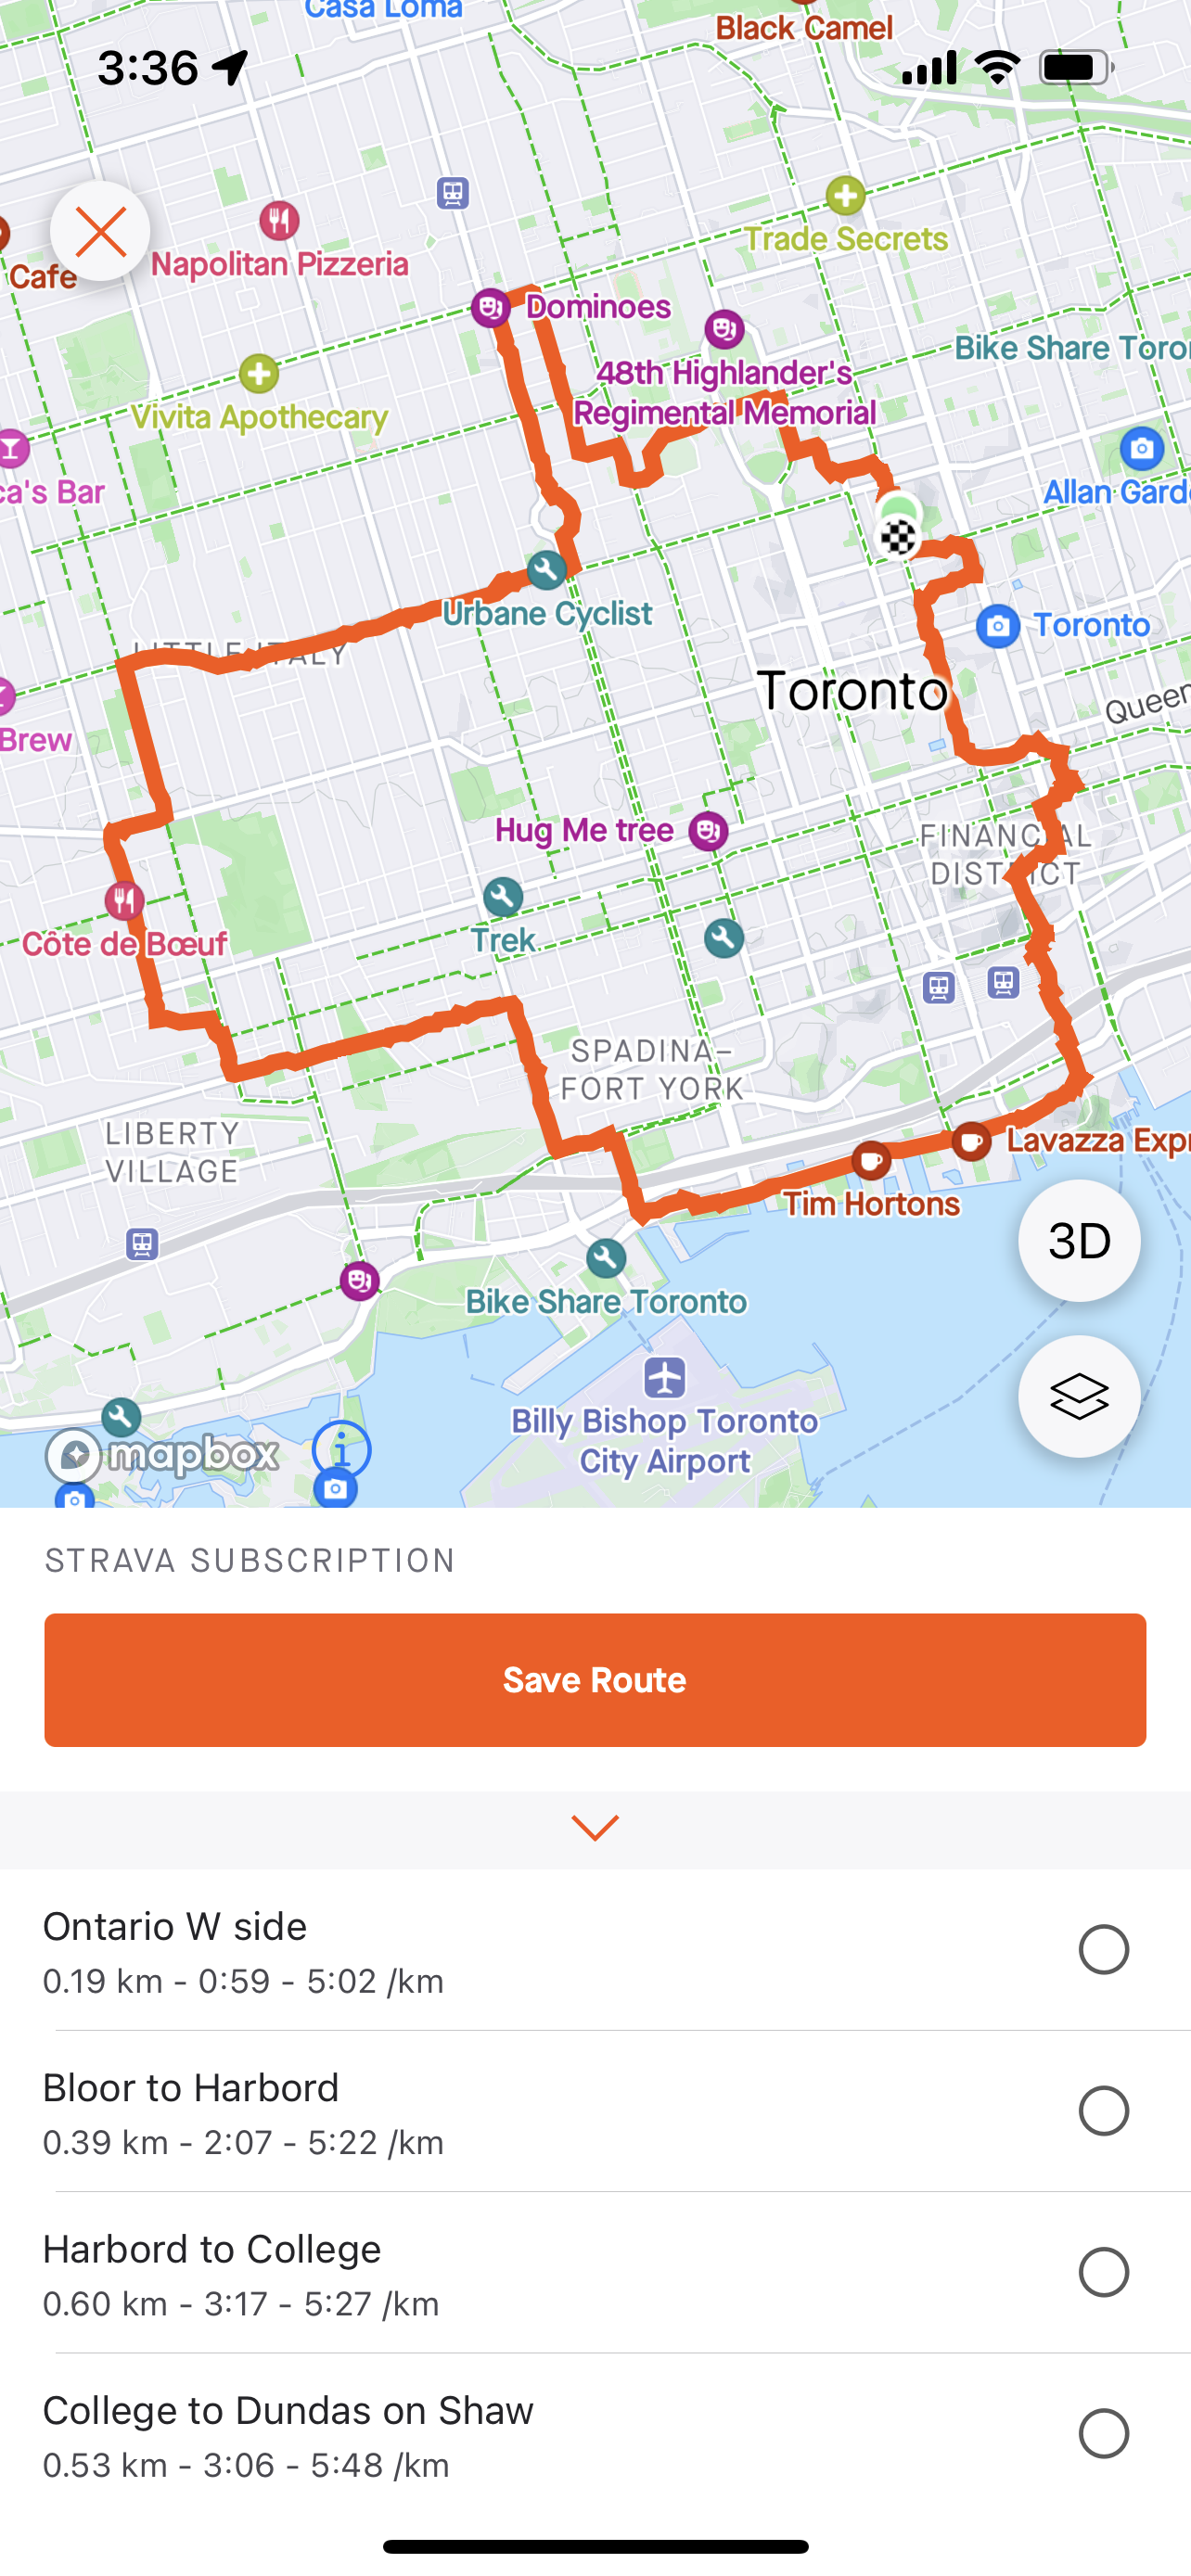 Casa Loma
Black Camel
3:36
Trade Secrets
Cafe
Napolitan Pizzeria
Dominoes
Bike Share Toro
48th Highlander's
Regimental Memorial
Vivita Apothecary
ca's Bar
Allan Gard
Urbane Cyclist
Toronto
LITTLE ITALY
Toronto
Queen
Brew
Hug Me tree
FINANCIAL
DISTRICT
Côte de Bœuf
Trek
SPADINA–
FORT YORK
LIBERTY
VILLAGE
Lavazza Expr
Tim Hortons
3D
Bike Share Toronto
Billy Bishop Toronto
City Airport
mapbox
i
STRAVA SUBSCRIPTION
Save Route
Ontario W side
0.19 km - 0:59 - 5:02 /km
Bloor to Harbord
0.39 km - 2:07 - 5:22 /km
Harbord to College
0.60 km - 3:17 - 5:27 /km
College to Dundas on Shaw
0.53 km - 3:06 - 5:48 /km